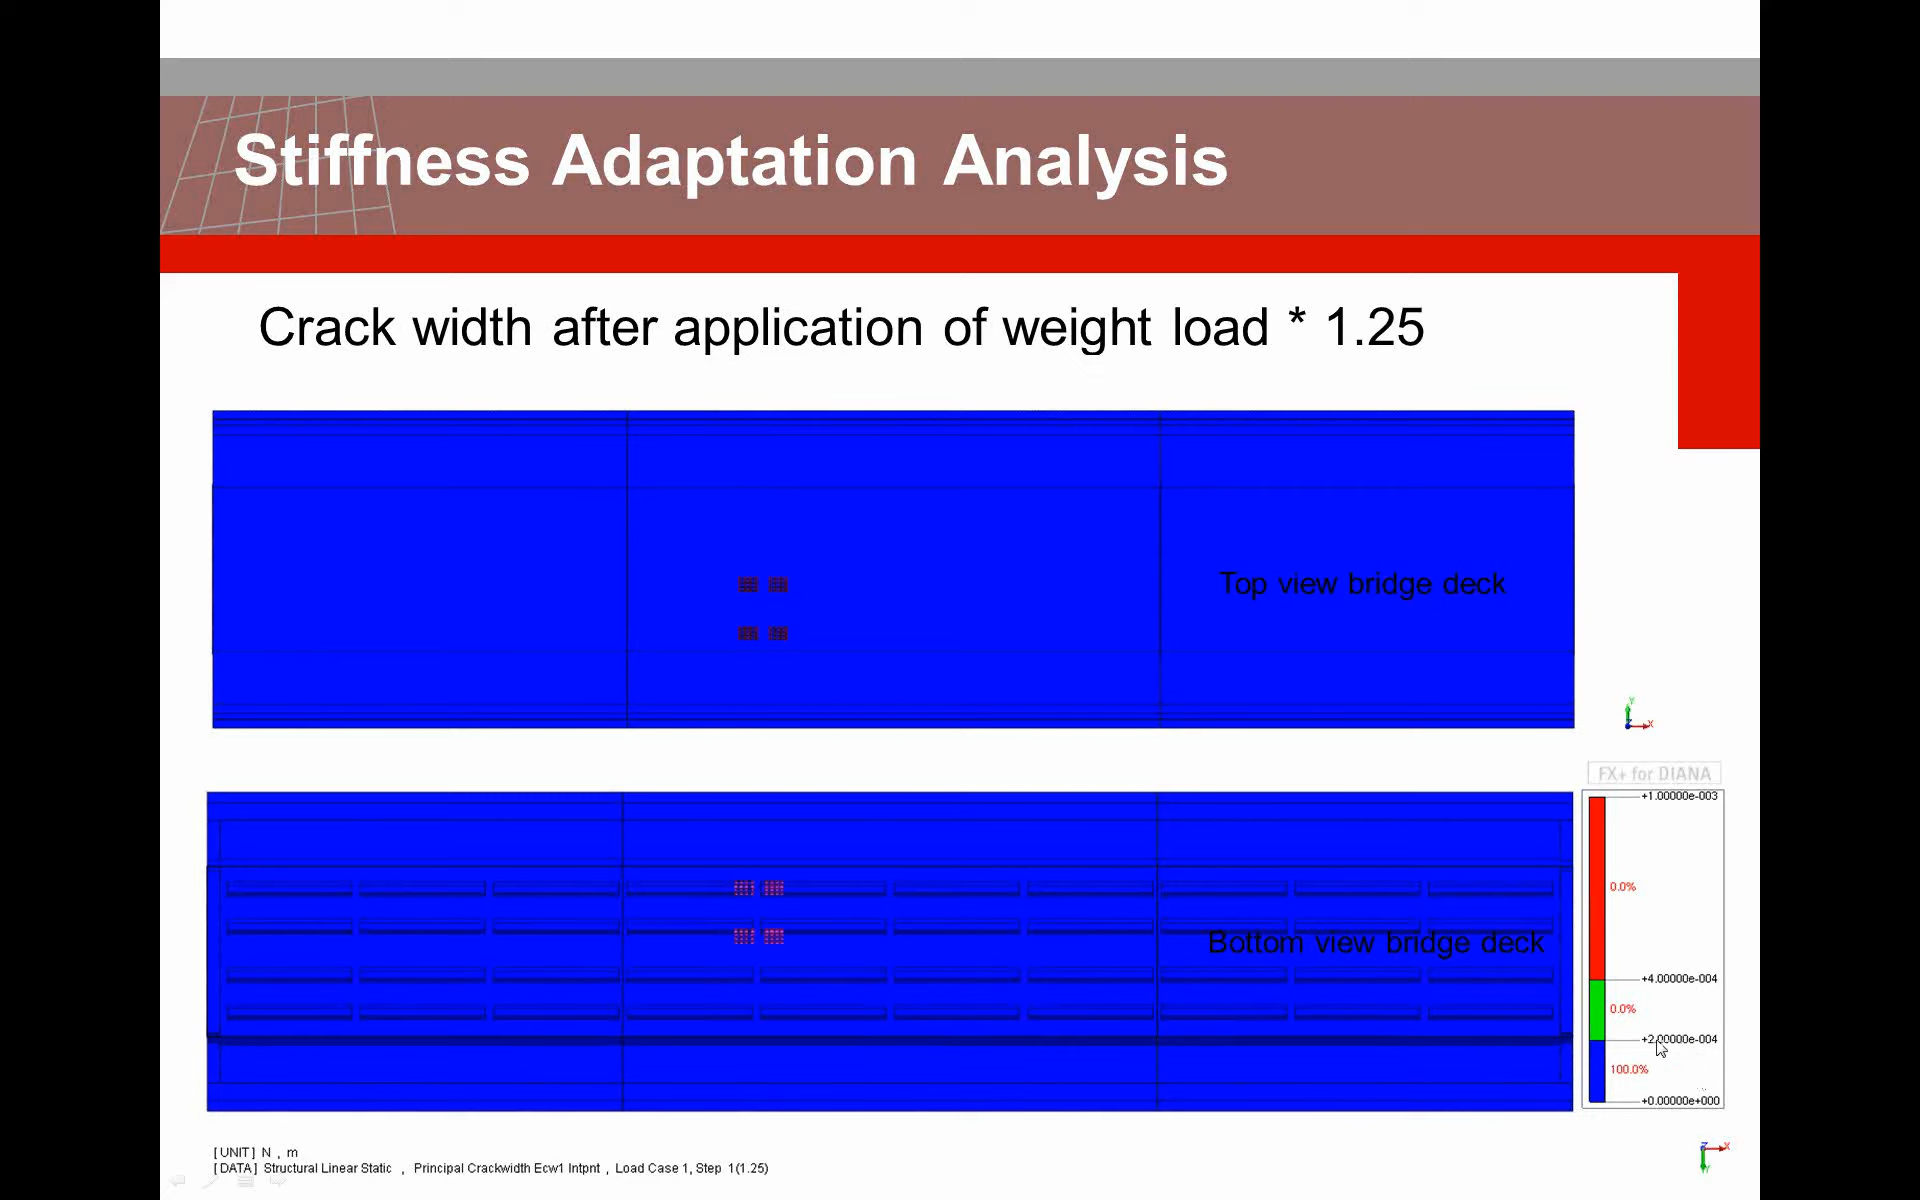 Stiffness Adaptation Analysis
Crack width after application of weight load * 1.25
Top view bridge deck
Y
X
Z
FX+ for DIANA
+1.00000e-003
0.0%
Bottom view bridge deck
+4.00000e-004
0.0%
+2.00000e-004
100.0%
+0.00000e+000
Z
X
Y
[UNIT] N , m
[DATA] Structural Linear Static , Principal Crackwidth Ecw1 Intpnt , Load Case 1, Step 1(1.25)